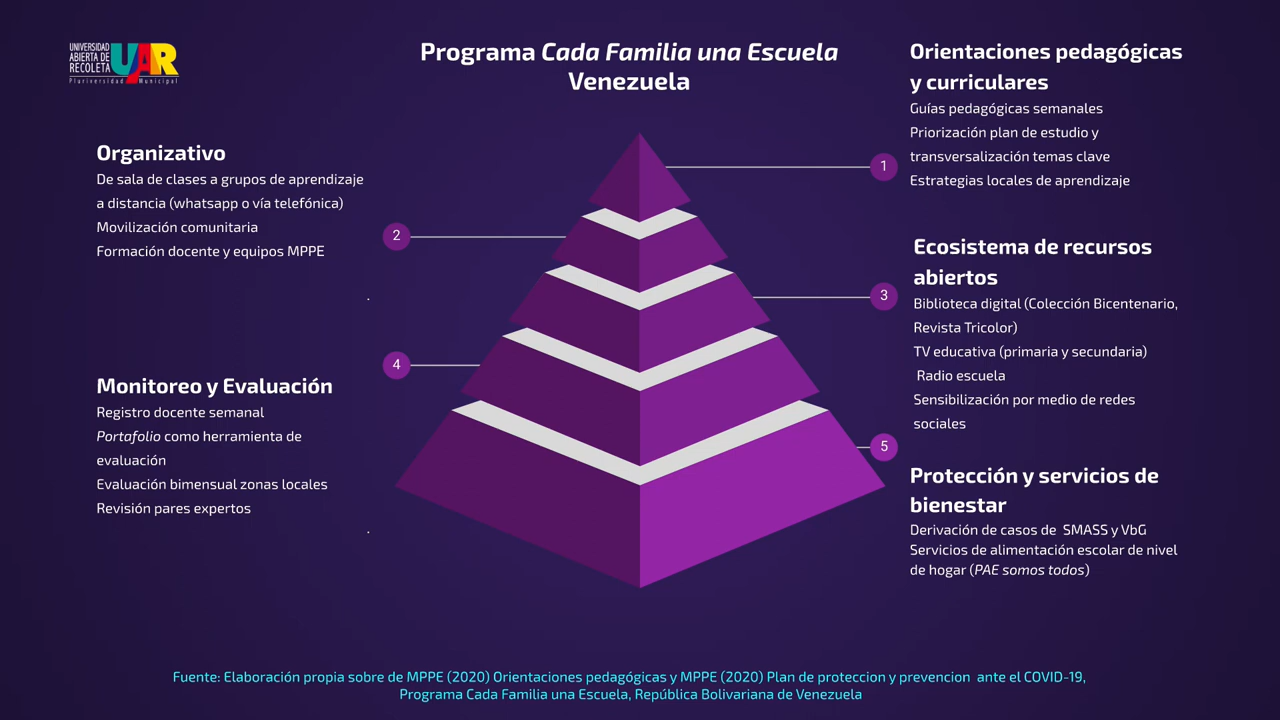 UNIVERSIDAD
ABIERTA DE
RECOLETA
UAR
Pluriversidad Municipal
Programa Cada Familia una Escuela
Venezuela
Orientaciones pedagógicas
y curriculares
Guías pedagógicas semanales
Priorización plan de estudio y
transversalización temas clave
Estrategias locales de aprendizaje
1
Organizativo
De sala de clases a grupos de aprendizaje
a distancia (whatsapp o vía telefónica)
Movilización comunitaria
Formación docente y equipos MPPE
2
Ecosistema de recursos
abiertos
Biblioteca digital (Colección Bicentenario,
Revista Tricolor)
TV educativa (primaria y secundaria)
Radio escuela
Sensibilización por medio de redes
sociales
3
Monitoreo y Evaluación
Registro docente semanal
Portafolio como herramienta de
evaluación
Evaluación bimensual zonas locales
Revisión pares expertos
4
5
Protección y servicios de
bienestar
Derivación de casos de SMASS y VbG
Servicios de alimentación escolar de nivel
de hogar (PAE somos todos)
Fuente: Elaboración propia sobre de MPPE (2020) Orientaciones pedagógicas y MPPE (2020) Plan de proteccion y prevencion ante el COVID-19,
Programa Cada Familia una Escuela, República Bolivariana de Venezuela